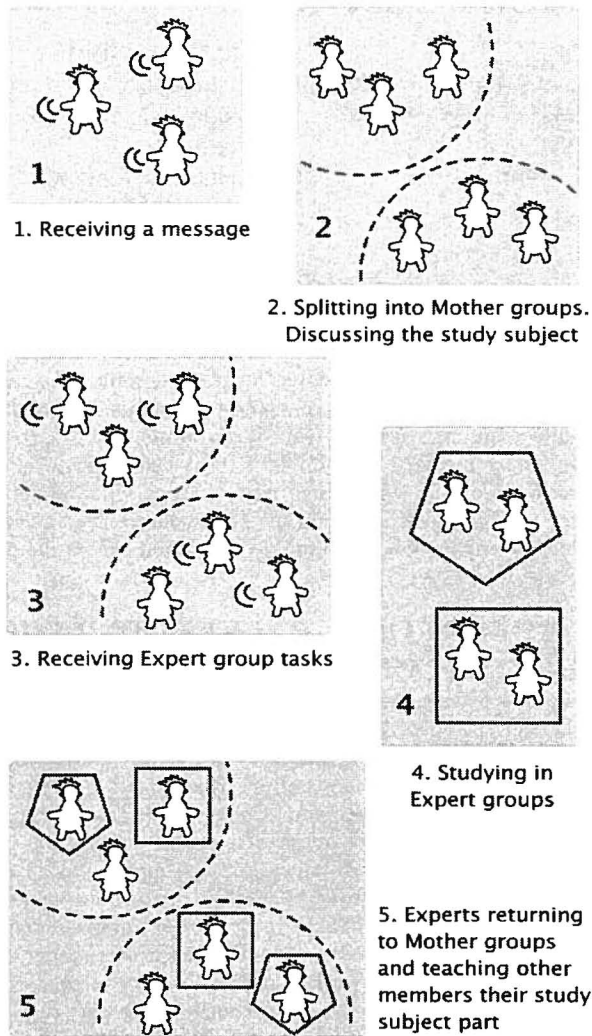 1
1. Receiving a message
2
2. Splitting into Mother groups.
Discussing the study subject
3
3. Receiving Expert group tasks
4
4. Studying in
Expert groups
5
5. Experts returning
to Mother groups
and teaching other
members their study
subject part